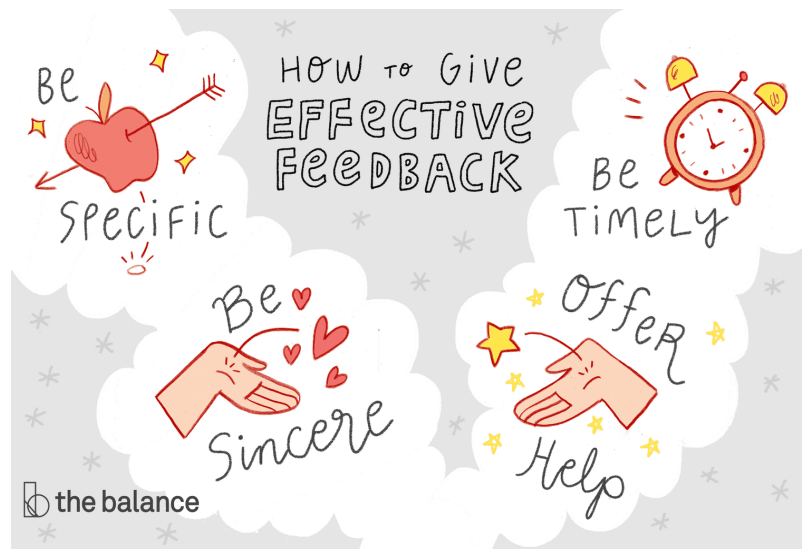 How to Give
EFFeCTiVe
FeeDBACK
Be
Specific
Be
Timely
Be
Sincere
OffeR
Help
the balance